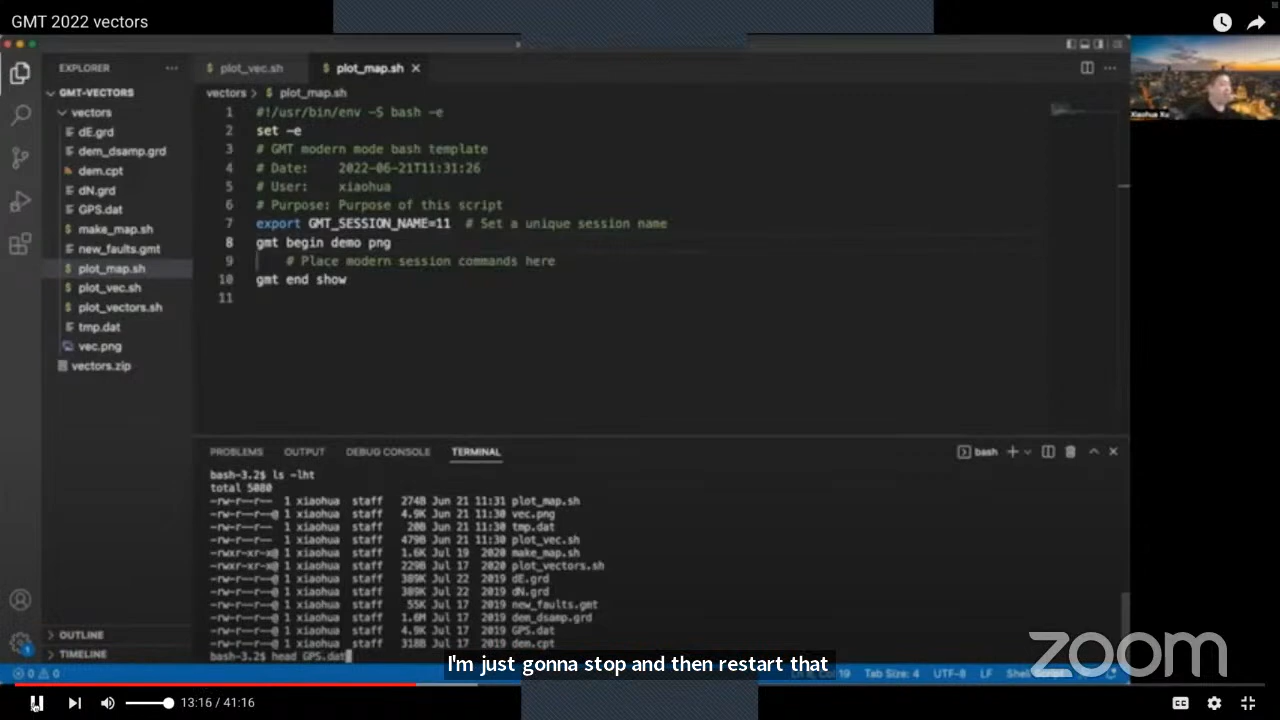 GMT 2022 vectors
EXPLORER
plot_vec.sh
plot_map.sh
GMT-VECTORS
vectors > $ plot_map.sh
vectors
dE.grd
dem_dsamp.grd
dem.cpt
dN.grd
GPS.dat
make_map.sh
new_faults.gmt
plot_map.sh
plot_vec.sh
plot_vectors.sh
tmp.dat
vec.png
vectors.zip
1 #!/usr/bin/env -S bash -e
2 set -e
3 # GMT modern mode bash template
4 # Date: 2022-06-21T11:31:26
5 # User: xiaohua
6 # Purpose: Purpose of this script
7 export GMT_SESSION_NAME=11 # Set a unique session name
8 gmt begin demo png
9 # Place modern session commands here
10 gmt end show
11
Xiaohua Xu
PROBLEMS OUTPUT DEBUG CONSOLE TERMINAL
bash
bash-3.2$ ls -lht
total 5080
-rw-r--r-- 1 xiaohua staff 274B Jun 21 11:31 plot_map.sh
-rw-r--r--@ 1 xiaohua staff 4.9K Jun 21 11:30 vec.png
-rw-r--r-- 1 xiaohua staff 20B Jun 21 11:30 tmp.dat
-rw-r--r-- 1 xiaohua staff 479B Jun 21 11:30 plot_vec.sh
-rwxr-xr-x@ 1 xiaohua staff 1.6K Jul 19 2020 make_map.sh
-rwxr-xr-x@ 1 xiaohua staff 229B Jul 17 2020 plot_vectors.sh
-rw-r--r--@ 1 xiaohua staff 389K Jul 22 2019 dE.grd
-rw-r--r--@ 1 xiaohua staff 389K Jul 22 2019 dN.grd
-rw-r--r--@ 1 xiaohua staff 55K Jul 17 2019 new_faults.gmt
-rw-r--r--@ 1 xiaohua staff 1.6M Jul 17 2019 dem_dsamp.grd
-rw-r--r--@ 1 xiaohua staff 4.9K Jul 17 2019 GPS.dat
-rw-r--r--@ 1 xiaohua staff 318B Jul 17 2019 dem.cpt
bash-3.2$ head GPS.dat
OUTLINE
TIMELINE
I'm just gonna stop and then restart that
zoom
0 0
Tab Size: 4 UTF-8 LF
13:16 / 41:16
CC